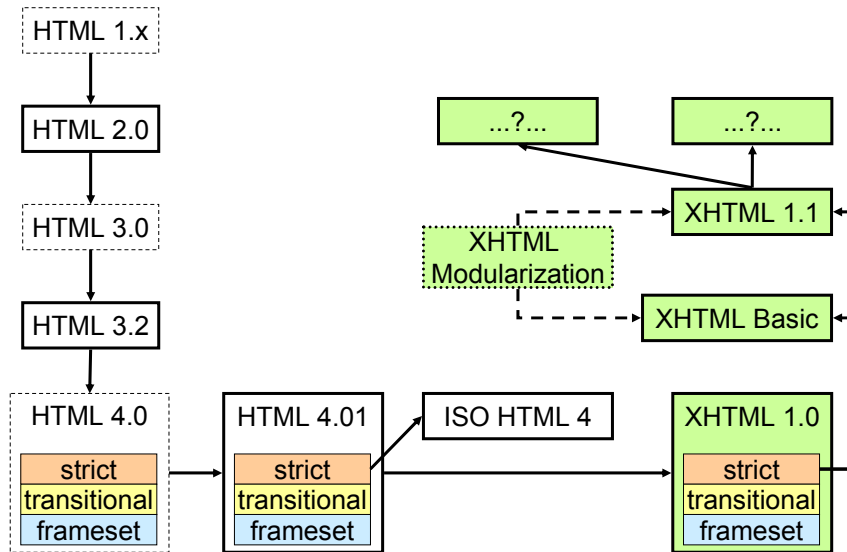 HTML 1.x
HTML 2.0
HTML 3.0
HTML 3.2
HTML 4.0
strict
transitional
frameset
HTML 4.01
strict
transitional
frameset
ISO HTML 4
...?...
...?...
XHTML 1.1
XHTML
Modularization
XHTML Basic
XHTML 1.0
strict
transitional
frameset